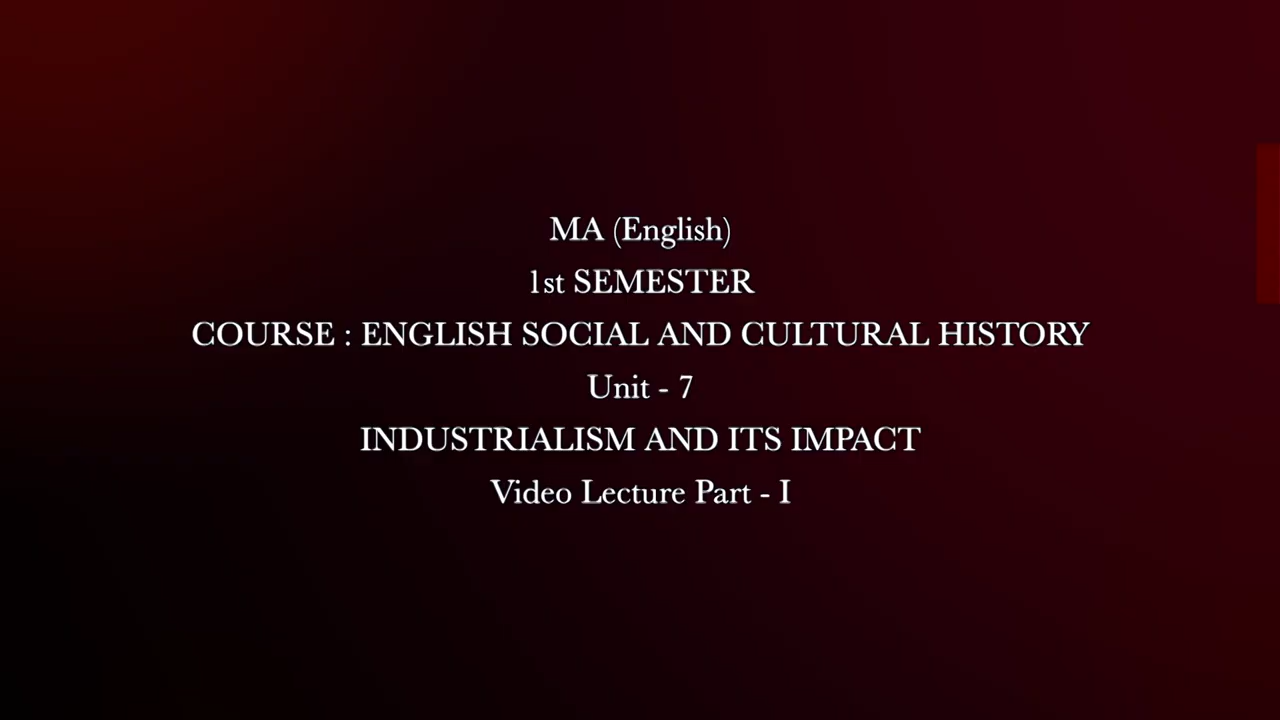 MA (English)
1st SEMESTER
COURSE : ENGLISH SOCIAL AND CULTURAL HISTORY
Unit - 7
INDUSTRIALISM AND ITS IMPACT
Video Lecture Part - I